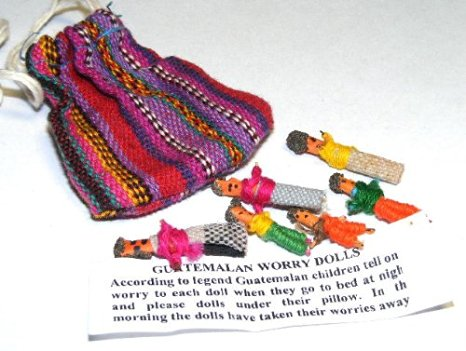 GUATEMALAN WORRY DOLLS
According to legend Guatemalan children tell on
worry to each doll when they go to bed at nigh
and please dolls under their pillow. In th
morning the dolls have taken their worries away